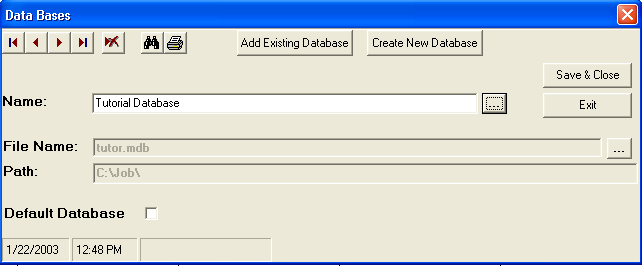 Data Bases
Add Existing Database Create New Database
Save & Close
Name: Tutorial Database ... Exit
File Name: tutor.mdb ...
Path: C:\Job\
Default Database
1/22/2003 12:48 PM